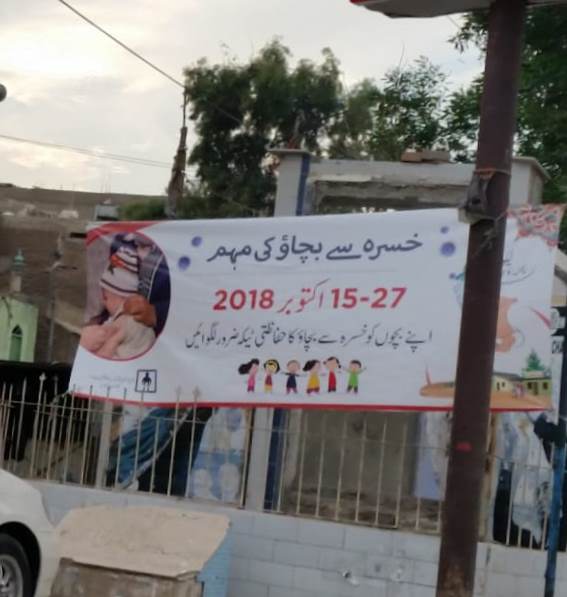 خسرہ سے بچاؤ کی مہم
15-27 اکتوبر 2018
اپنے بچوں کو خسرہ سے بچاؤ کا حفاظتی ٹیکہ ضرور لگوائیں